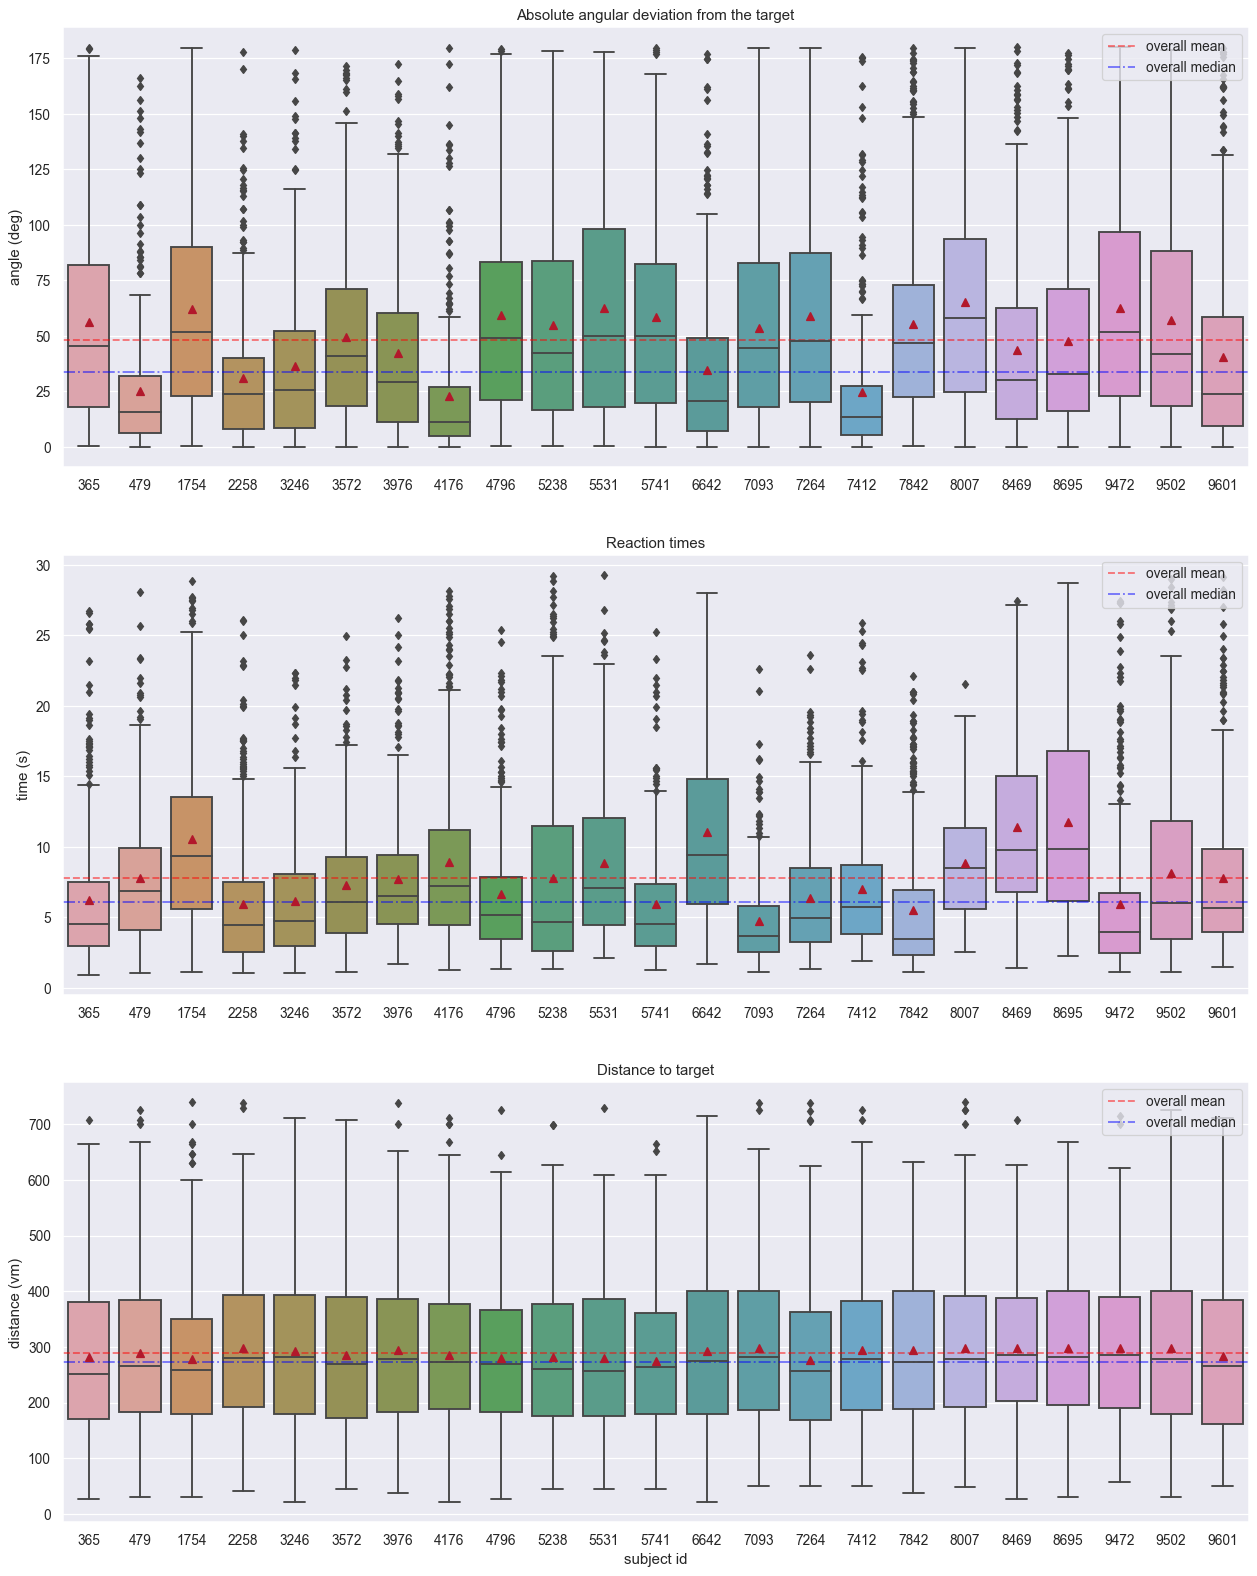 Absolute angular deviation from the target
overall mean
overall median
175
150
125
100
75
50
25
0
angle (deg)
365 479 1754 2258 3246 3572 3976 4176 4796 5238 5531 5741 6642 7093 7264 7412 7842 8007 8469 8695 9472 9502 9601
Reaction times
overall mean
overall median
30
25
20
15
10
5
0
time (s)
365 479 1754 2258 3246 3572 3976 4176 4796 5238 5531 5741 6642 7093 7264 7412 7842 8007 8469 8695 9472 9502 9601
Distance to target
overall mean
overall median
700
600
500
400
300
200
100
0
distance (vm)
365 479 1754 2258 3246 3572 3976 4176 4796 5238 5531 5741 6642 7093 7264 7412 7842 8007 8469 8695 9472 9502 9601
subject id